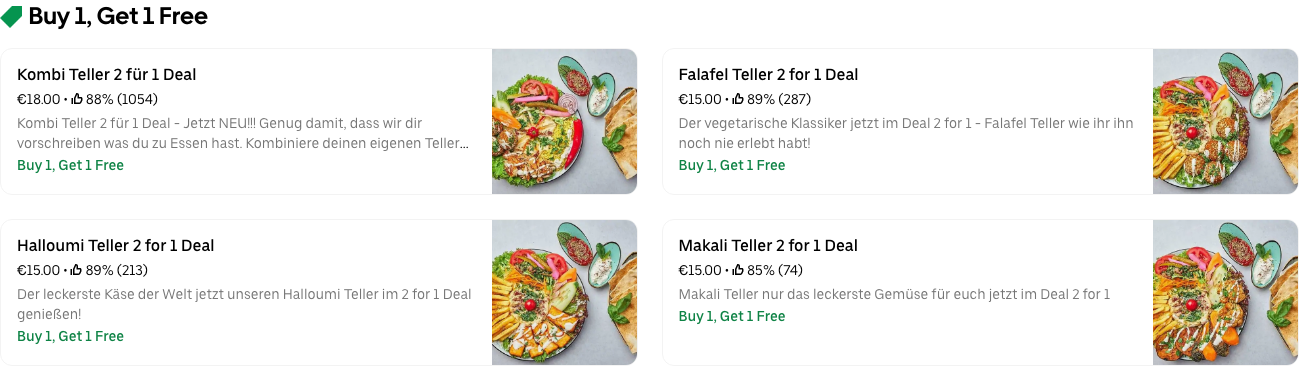 Buy 1, Get 1 Free
Kombi Teller 2 für 1 Deal
€18.00 • 88% (1054)
Kombi Teller 2 für 1 Deal - Jetzt NEU!!! Genug damit, dass wir dir
vorschreiben was du zu Essen hast. Kombiniere deinen eigenen Teller...
Buy 1, Get 1 Free
Falafel Teller 2 for 1 Deal
€15.00 • 89% (287)
Der vegetarische Klassiker jetzt im Deal 2 for 1 - Falafel Teller wie ihr ihn
noch nie erlebt habt!
Buy 1, Get 1 Free
Halloumi Teller 2 for 1 Deal
€15.00 • 89% (213)
Der leckerste Käse der Welt jetzt unseren Halloumi Teller im 2 for 1 Deal
genießen!
Buy 1, Get 1 Free
Makali Teller 2 for 1 Deal
€15.00 • 85% (74)
Makali Teller nur das leckerste Gemüse für euch jetzt im Deal 2 for 1
Buy 1, Get 1 Free